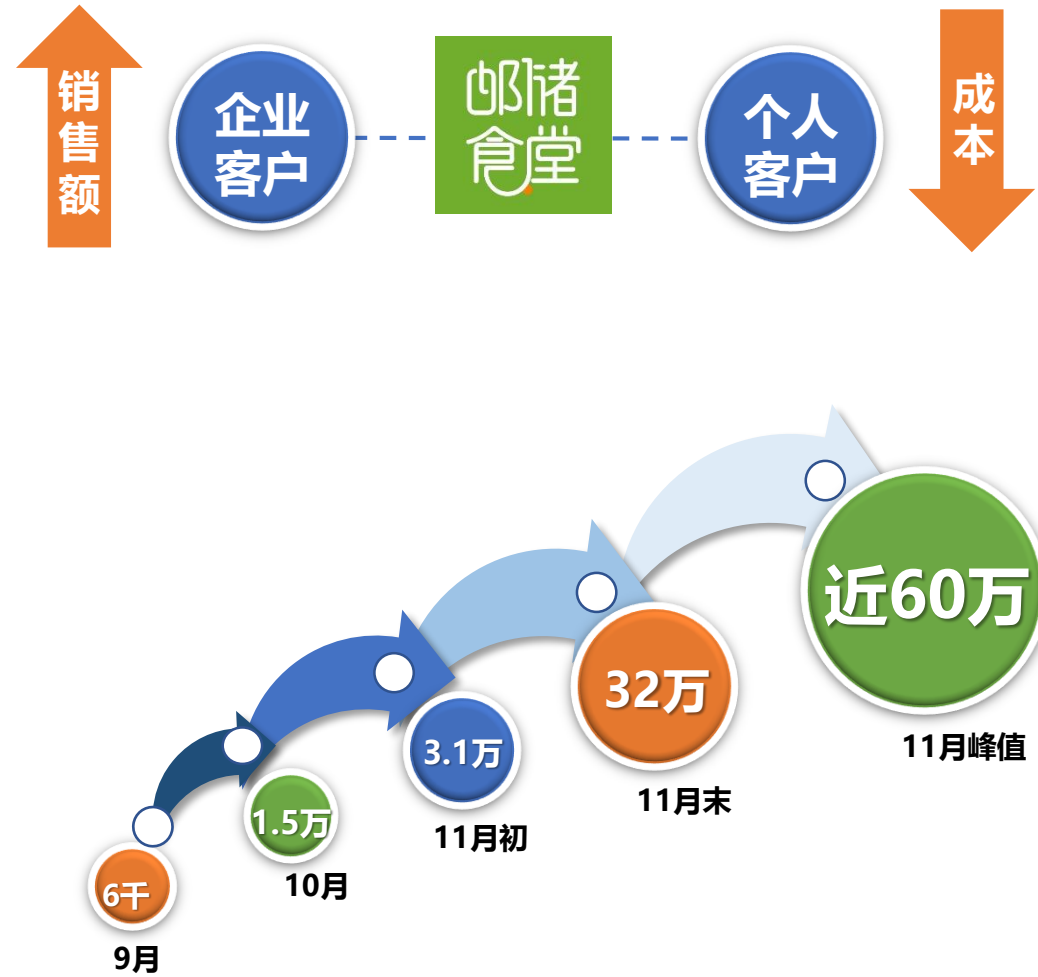 销
售
额
企业
客户
邮储
食堂
个人
客户
成
本
近60万
11月峰值
32万
11月末
3.1万
11月初
1.5万
10月
6千
9月